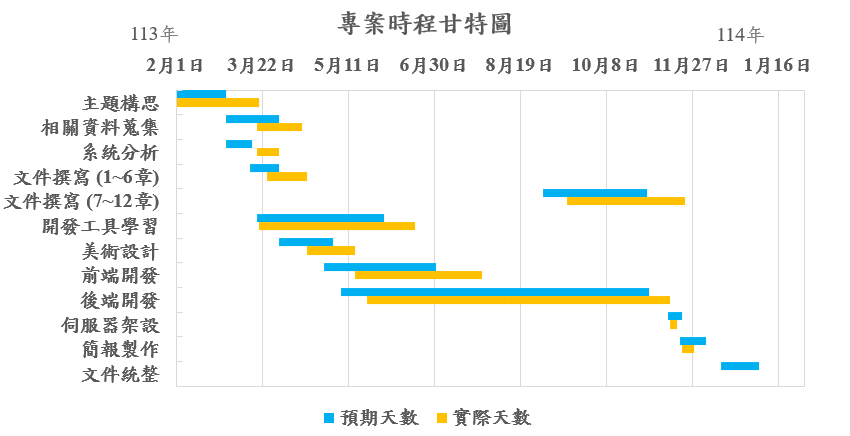 專案時程甘特圖
113年
114年
2月1日 3月22日 5月11日 6月30日 8月19日 10月8日 11月27日 1月16日
主題構思
相關資料蒐集
系統分析
文件撰寫 (1~6章)
文件撰寫 (7~12章)
開發工具學習
美術設計
前端開發
後端開發
伺服器架設
簡報製作
文件統整
預期天數 實際天數